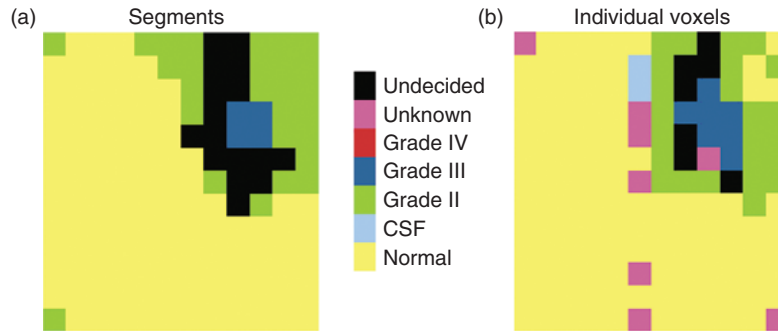 (a)
Segments
Undecided
Unknown
Grade IV
Grade III
Grade II
CSF
Normal
(b)
Individual voxels